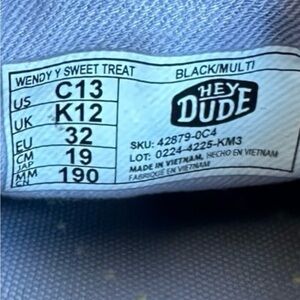 WENDY Y SWEET TREAT BLACK/MULTI
US C13
UK K12
EU 32
CM JAP 19
MM CN 190
HEY DUDE
SKU: 42879-0C4
LOT: 0224-4225-KM3
MADE IN VIETNAM, HECHO EN VIETNAM
FABRIQUÉ EN VIETNAM